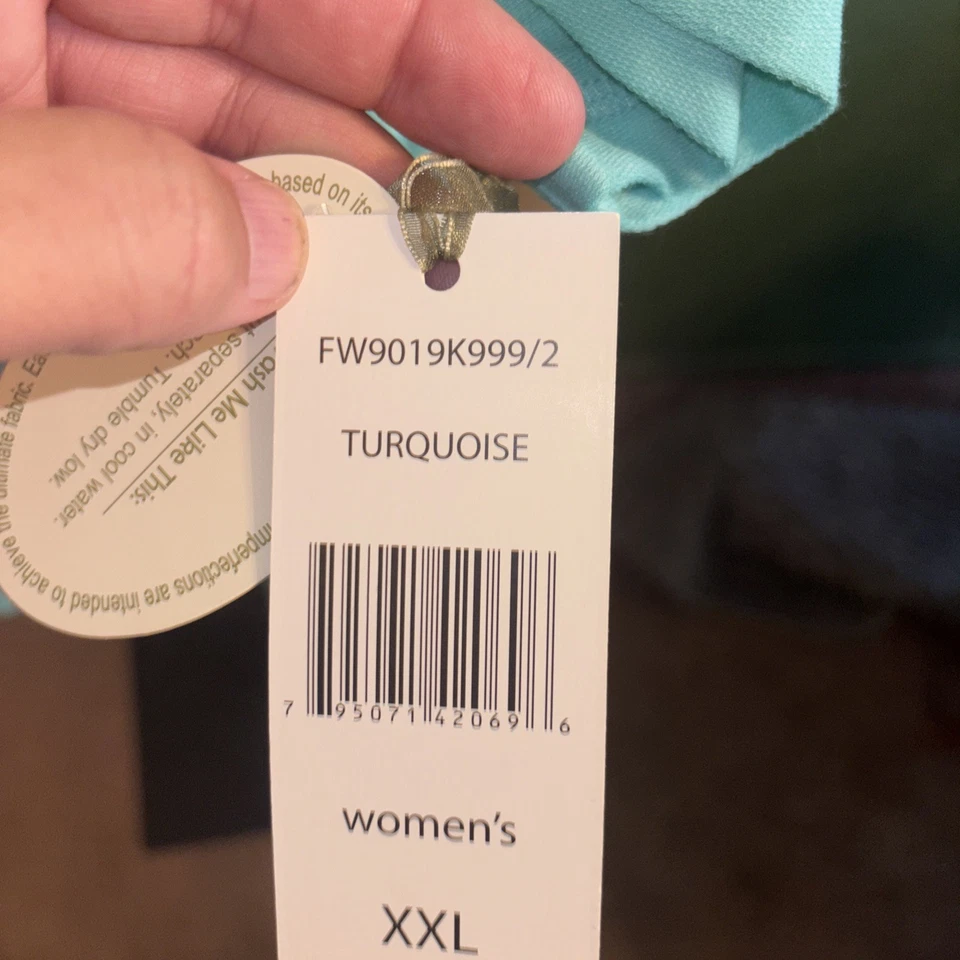 FW9019K999/2
TURQUOISE
7 95071 42069 6
women's
XXL
based on its
ash Me Like This:
separately, in cool water.
Tumble dry low.
imperfections are intended to achieve the ultimate fabric.